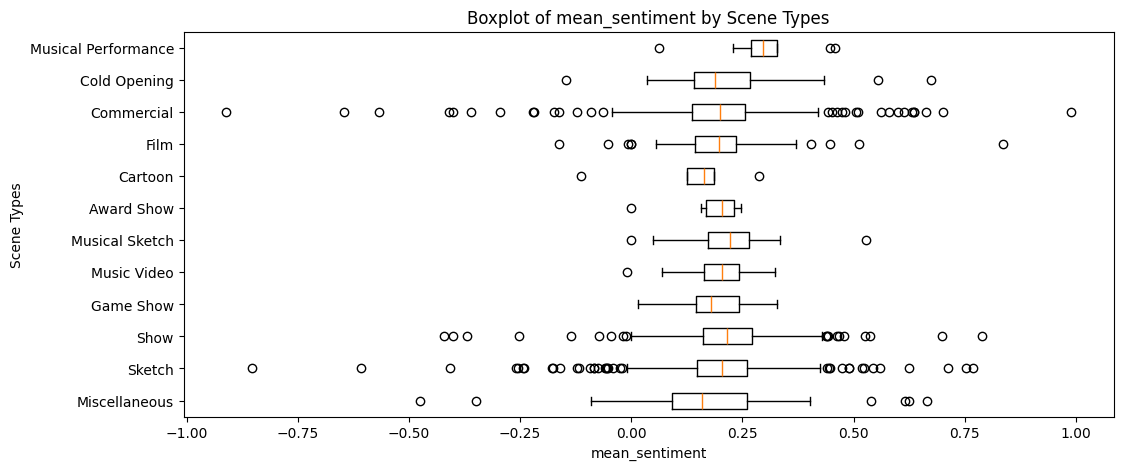 Boxplot of mean_sentiment by Scene Types
Musical Performance
Cold Opening
Commercial
Film
Cartoon
Award Show
Musical Sketch
Music Video
Game Show
Show
Sketch
Miscellaneous
Scene Types
−1.00 −0.75 −0.50 −0.25 0.00 0.25 0.50 0.75 1.00
mean_sentiment